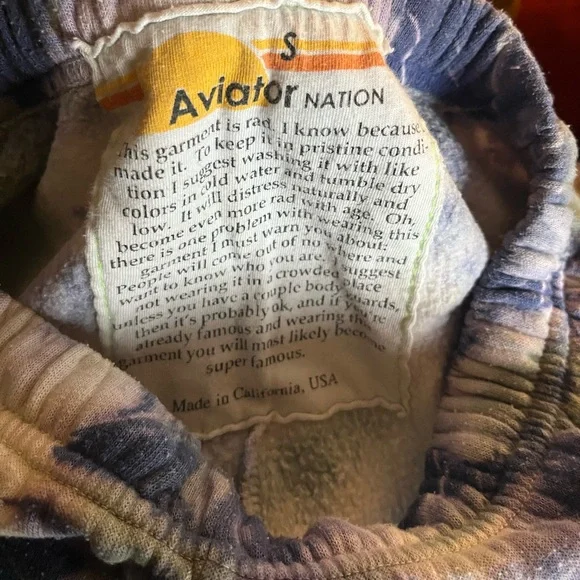 S
Aviator NATION
This garment is rad. I know because I
made it. To keep it in pristine condi-
tion I suggest washing it with like
colors in cold water and tumble dry
low. It will distress naturally and
become even more rad with age. Oh,
there is one problem with wearing this
garment I must warn you about:
People will come out of nowhere and
want to know who you are. I suggest
not wearing it in a crowded place
unless you have a couple bodyguards,
then it's probably ok, and if you're
already famous and wearing the
garment you will most likely become
super famous.
Made in California, USA